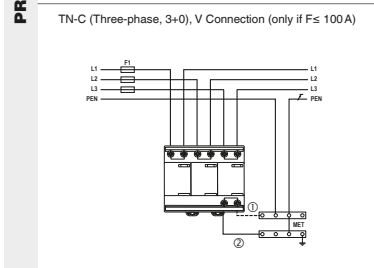 PR
TN-C (Three-phase, 3+0), V Connection (only if F≤ 100 A)
F1
L1 L1
L2 L2
L3 L3
PEN PEN
①
MET
②